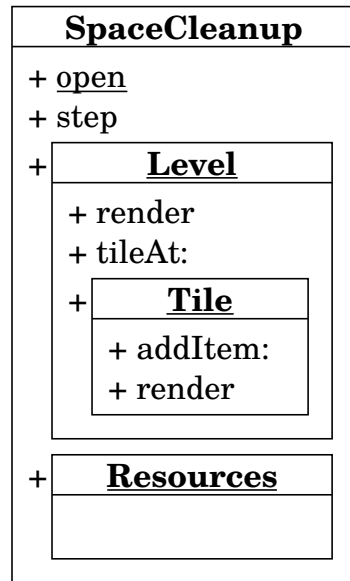 SpaceCleanup
+ open
+ step
+ Level
+ render
+ tileAt:
+ Tile
+ addItem:
+ render
+ Resources